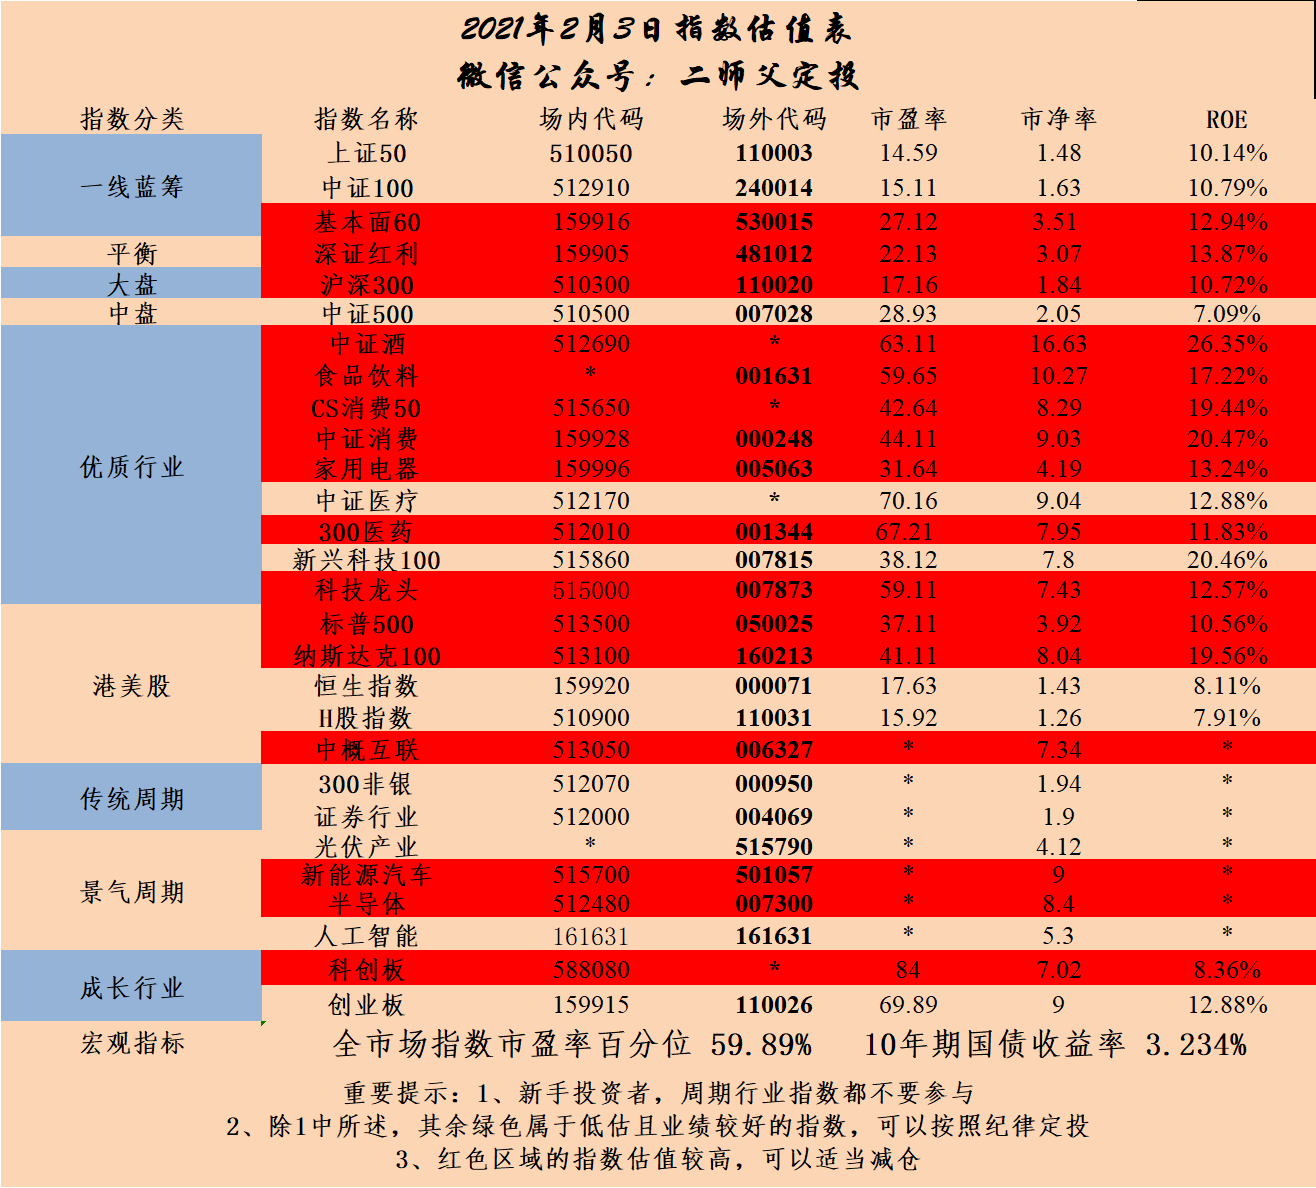 2021年2月3日指数估值表
微信公众号：二师父定投
指数分类 指数名称 场内代码 场外代码 市盈率 市净率 ROE
一线蓝筹
上证50 510050 110003 14.59 1.48 10.14%
中证100 512910 240014 15.11 1.63 10.79%
基本面60 159916 530015 27.12 3.51 12.94%
平衡 深证红利 159905 481012 22.13 3.07 13.87%
大盘 沪深300 510300 110020 17.16 1.84 10.72%
中盘 中证500 510500 007028 28.93 2.05 7.09%
优质行业
中证酒 512690 * 63.11 16.63 26.35%
食品饮料 * 001631 59.65 10.27 17.22%
CS消费50 515650 * 42.64 8.29 19.44%
中证消费 159928 000248 44.11 9.03 20.47%
家用电器 159996 005063 31.64 4.19 13.24%
中证医疗 512170 * 70.16 9.04 12.88%
300医药 512010 001344 67.21 7.95 11.83%
新兴科技100 515860 007815 38.12 7.8 20.46%
科技龙头 515000 007873 59.11 7.43 12.57%
港美股
标普500 513500 050025 37.11 3.92 10.56%
纳斯达克100 513100 160213 41.11 8.04 19.56%
恒生指数 159920 000071 17.63 1.43 8.11%
H股指数 510900 110031 15.92 1.26 7.91%
中概互联 513050 006327 * 7.34 *
传统周期
300非银 512070 000950 * 1.94 *
证券行业 512000 004069 * 1.9 *
景气周期
光伏产业 * 515790 * 4.12 *
新能源汽车 515700 501057 * 9 *
半导体 512480 007300 * 8.4 *
人工智能 161631 161631 * 5.3 *
成长行业
科创板 588080 * 84 7.02 8.36%
创业板 159915 110026 69.89 9 12.88%
宏观指标 全市场指数市盈率百分位 59.89% 10年期国债收益率 3.234%
重要提示：1、新手投资者，周期行业指数都不要参与
2、除1中所述，其余绿色属于低估且业绩较好的指数，可以按照纪律定投
3、红色区域的指数估值较高，可以适当减仓